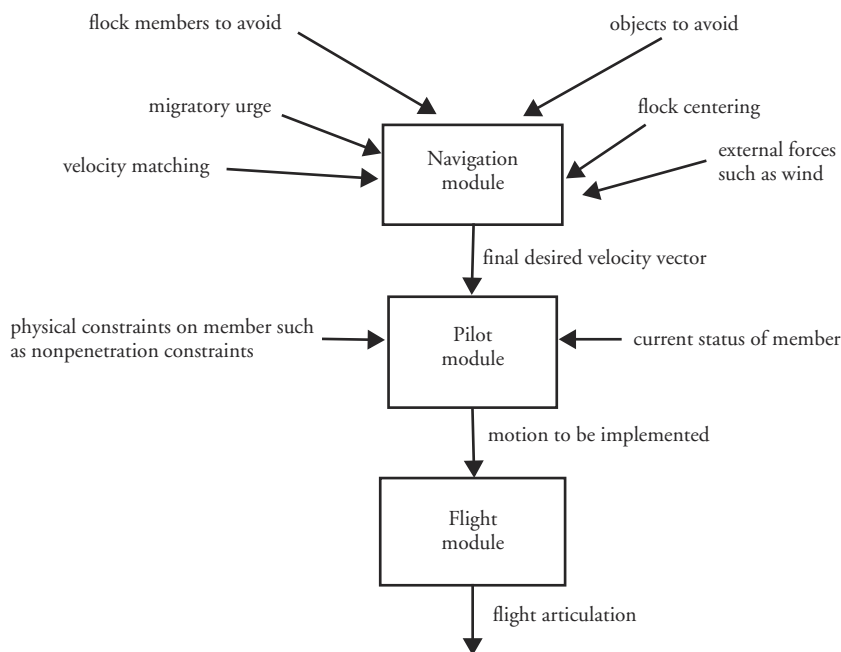 flock members to avoid
objects to avoid
migratory urge
flock centering
velocity matching
Navigation
module
external forces
such as wind
final desired velocity vector
physical constraints on member such
as nonpenetration constraints
Pilot
module
current status of member
motion to be implemented
Flight
module
flight articulation